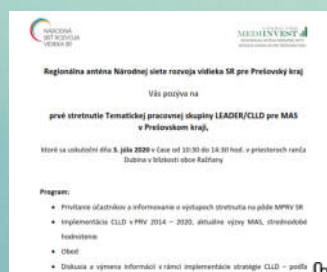 NÁRODNÁ
SIEŤ ROZVOJA
VIDIEKA SR
MEDIINVEST
Regionálna anténa Národnej siete rozvoja vidieka SR pre Prešovský kraj
Vás pozýva na
prvé stretnutie Tematickej pracovnej skupiny LEADER/CLLD pre MAS
v Prešovskom kraji,
ktoré sa uskutoční dňa 3. júla 2020 v čase od 10:30 do 14:30 hod. v priestoroch ranča
Dubina v blízkosti obce Ražňany
Program:
• Privítanie účastníkov a informovanie o výstupoch stretnutia na pôde MPRV SR
• Implementácia CLLD v PRV 2014 – 2020, aktuálne výzvy MAS, strednodobé
hodnotenie
• Obed
• Diskusia a výmena informácií v rámci implementácie stratégie CLLD – podľa